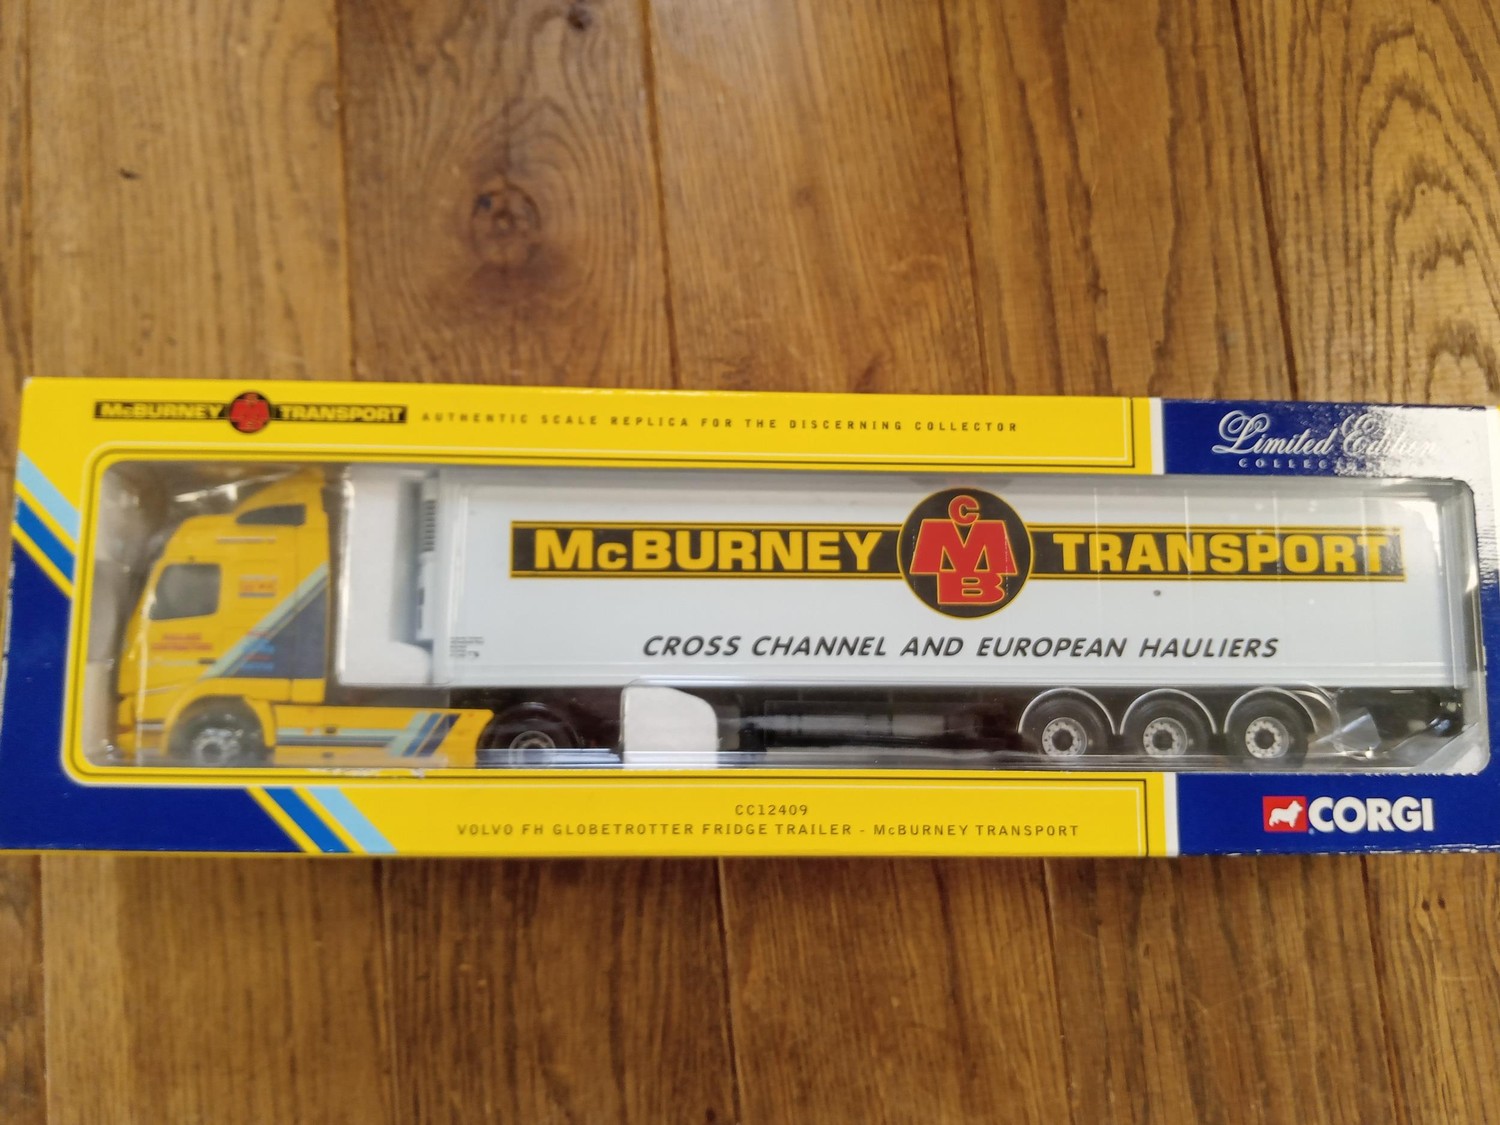 McBURNEY CMB TRANSPORT AUTHENTIC SCALE REPLICA FOR THE DISCERNING COLLECTOR
Limited Edition
McBURNEY CMB TRANSPORT
CROSS CHANNEL AND EUROPEAN HAULIERS
CC12409
VOLVO FH GLOBETROTTER FRIDGE TRAILER - McBURNEY TRANSPORT
CORGI